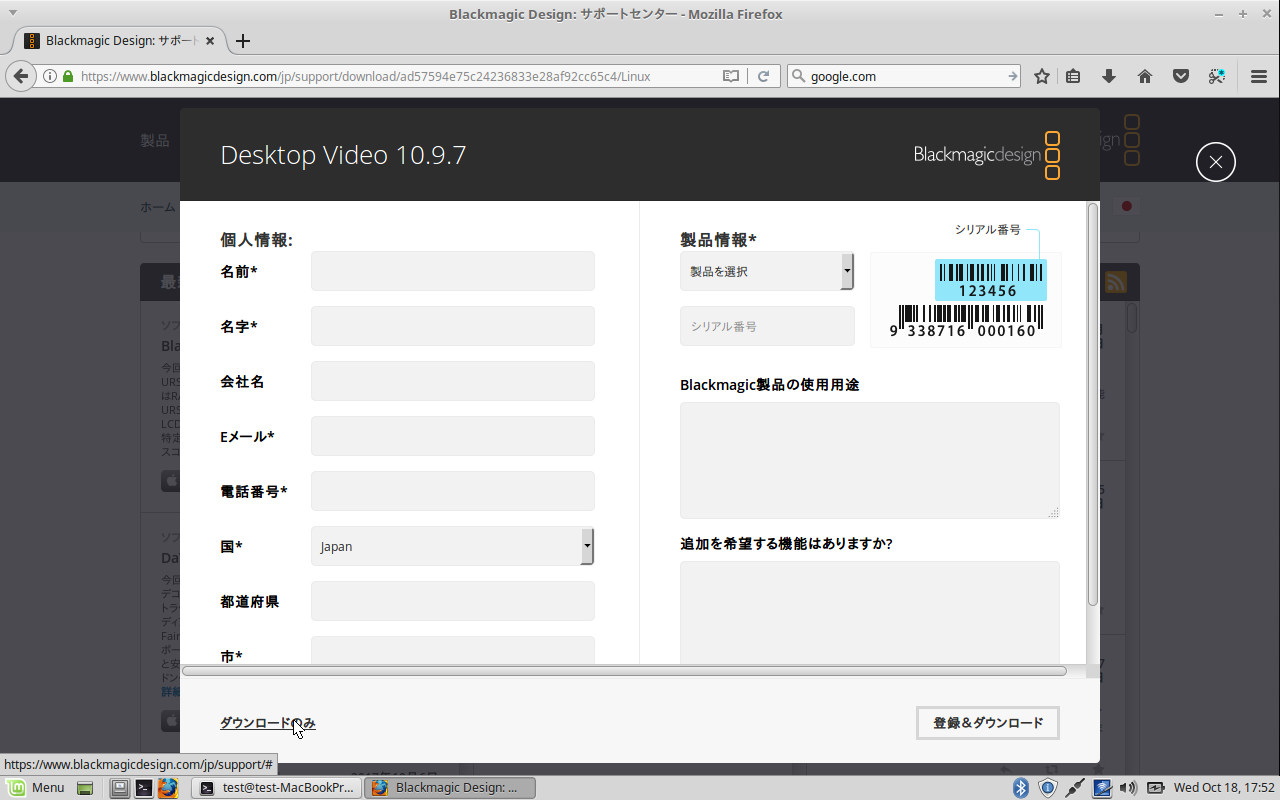 Blackmagic Design: サポートセンター - Mozilla Firefox
Blackmagic Design: サポート
https://www.blackmagicdesign.com/jp/support/download/ad57594e75c24236833e28af92cc65c4/Linux
google.com
製品
Desktop Video 10.9.7
Blackmagicdesign
ホーム
個人情報:
名前*
名字*
会社名
Eメール*
電話番号*
国*
Japan
都道府県
市*
製品情報*
製品を選択
シリアル番号
シリアル番号
123456
9 338716 000160
Blackmagic製品の使用用途
追加を希望する機能はありますか?
ダウンロードのみ
登録&ダウンロード
https://www.blackmagicdesign.com/jp/support/#
Menu
test@test-MacBookPr...
Blackmagic Design: ...
Wed Oct 18, 17:52